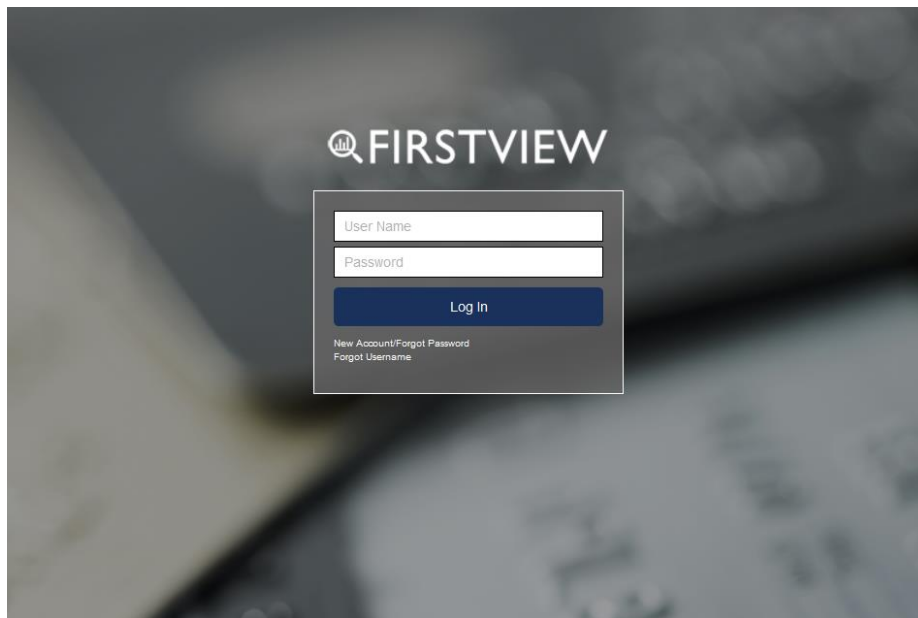 FIRSTVIEW
User Name
Password
Log In
New Account/Forgot Password
Forgot Username